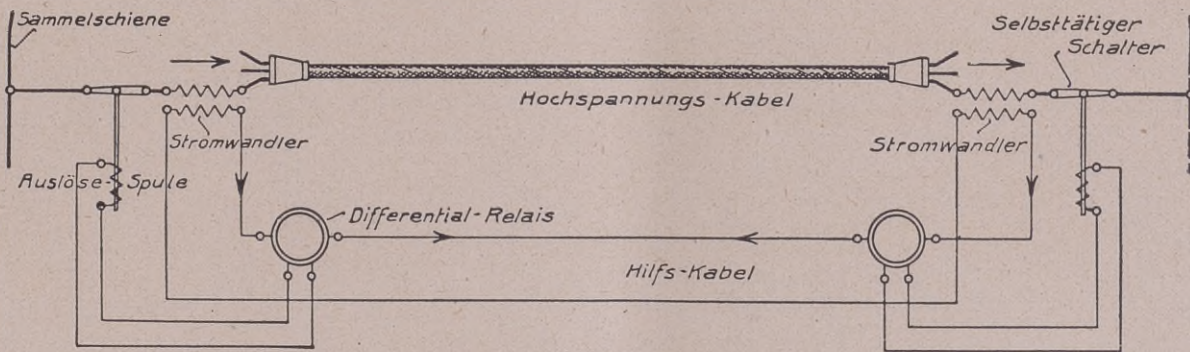 Sammelschiene
Selbsttätiger
Schalter
Hochspannungs-Kabel
Stromwandler
Stromwandler
Auslöse-Spule
Differential-Relais
Hilfs-Kabel